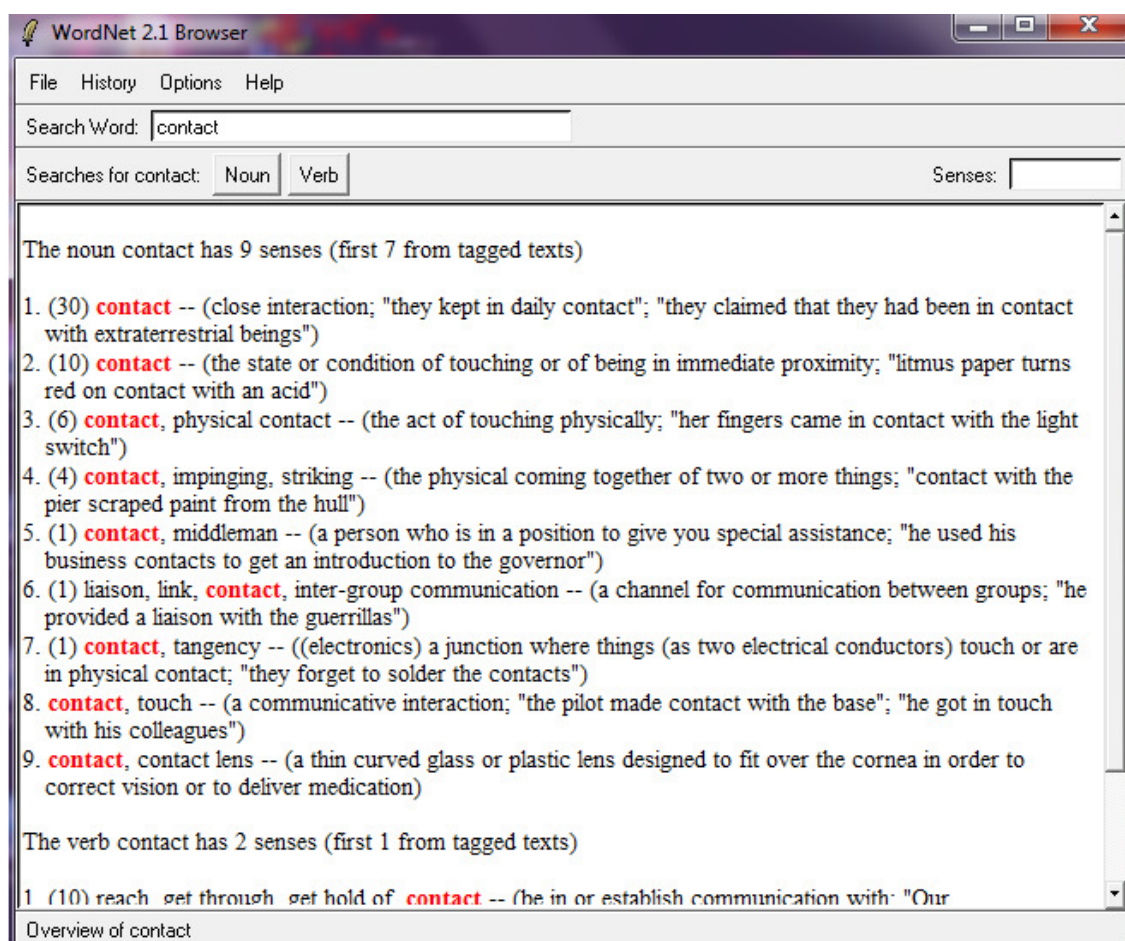 WordNet 2.1 Browser
File History Options Help
Search Word: contact
Searches for contact: Noun Verb Senses:
The noun contact has 9 senses (first 7 from tagged texts)
1. (30) contact -- (close interaction; "they kept in daily contact"; "they claimed that they had been in contact
with extraterrestrial beings")
2. (10) contact -- (the state or condition of touching or of being in immediate proximity; "litmus paper turns
red on contact with an acid")
3. (6) contact, physical contact -- (the act of touching physically; "her fingers came in contact with the light
switch")
4. (4) contact, impinging, striking -- (the physical coming together of two or more things; "contact with the
pier scraped paint from the hull")
5. (1) contact, middleman -- (a person who is in a position to give you special assistance; "he used his
business contacts to get an introduction to the governor")
6. (1) liaison, link, contact, inter-group communication -- (a channel for communication between groups; "he
provided a liaison with the guerrillas")
7. (1) contact, tangency -- ((electronics) a junction where things (as two electrical conductors) touch or are
in physical contact; "they forget to solder the contacts")
8. contact, touch -- (a communicative interaction; "the pilot made contact with the base"; "he got in touch
with his colleagues")
9. contact, contact lens -- (a thin curved glass or plastic lens designed to fit over the cornea in order to
correct vision or to deliver medication)
The verb contact has 2 senses (first 1 from tagged texts)
1. (10) reach, get through, get hold of, contact -- (be in or establish communication with; "Our
Overview of contact